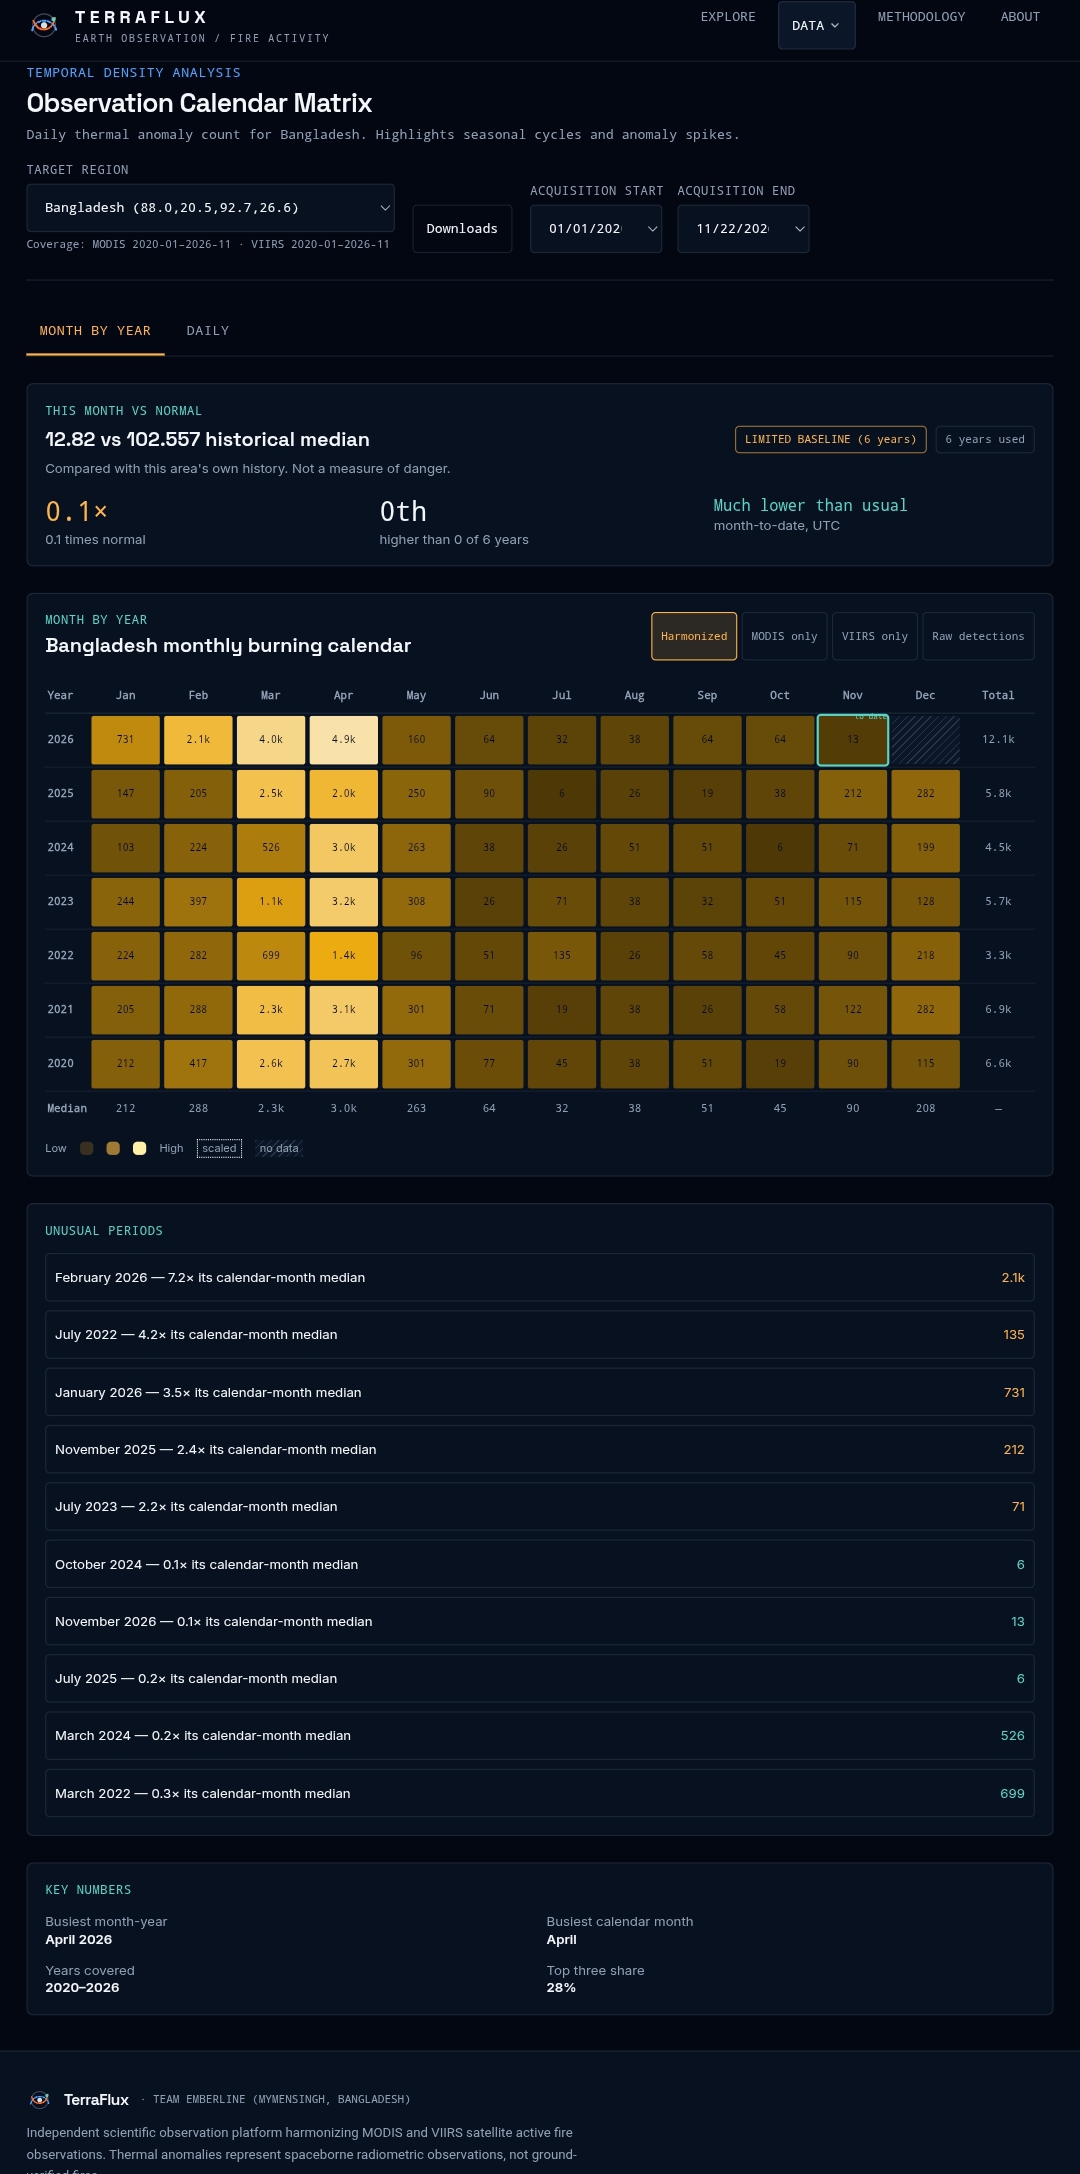 TERRAFLUX
EARTH OBSERVATION / FIRE ACTIVITY
EXPLORE DATA METHODOLOGY ABOUT
TEMPORAL DENSITY ANALYSIS
Observation Calendar Matrix
Daily thermal anomaly count for Bangladesh. Highlights seasonal cycles and anomaly spikes.
TARGET REGION
Bangladesh (88.0,20.5,92.7,26.6)
Coverage: MODIS 2020-01–2026-11 · VIIRS 2020-01–2026-11
Downloads
ACQUISITION START
01/01/202
ACQUISITION END
11/22/202
MONTH BY YEAR DAILY
THIS MONTH VS NORMAL
12.82 vs 102.557 historical median
LIMITED BASELINE (6 years) 6 years used
Compared with this area's own history. Not a measure of danger.
0.1×
0.1 times normal
0th
higher than 0 of 6 years
Much lower than usual
month-to-date, UTC
MONTH BY YEAR
Bangladesh monthly burning calendar
Harmonized MODIS only VIIRS only Raw detections
Year Jan Feb Mar Apr May Jun Jul Aug Sep Oct Nov Dec Total
to date
2026 731 2.1k 4.0k 4.9k 160 64 32 38 64 64 13 12.1k
2025 147 205 2.5k 2.0k 250 90 6 26 19 38 212 282 5.8k
2024 103 224 526 3.0k 263 38 26 51 51 6 71 199 4.5k
2023 244 397 1.1k 3.2k 308 26 71 38 32 51 115 128 5.7k
2022 224 282 699 1.4k 96 51 135 26 58 45 90 218 3.3k
2021 205 288 2.3k 3.1k 301 71 19 38 26 58 122 282 6.9k
2020 212 417 2.6k 2.7k 301 77 45 38 51 19 90 115 6.6k
Median 212 288 2.3k 3.0k 263 64 32 38 51 45 90 208 —
Low High scaled no data
UNUSUAL PERIODS
February 2026 — 7.2× its calendar-month median 2.1k
July 2022 — 4.2× its calendar-month median 135
January 2026 — 3.5× its calendar-month median 731
November 2025 — 2.4× its calendar-month median 212
July 2023 — 2.2× its calendar-month median 71
October 2024 — 0.1× its calendar-month median 6
November 2026 — 0.1× its calendar-month median 13
July 2025 — 0.2× its calendar-month median 6
March 2024 — 0.2× its calendar-month median 526
March 2022 — 0.3× its calendar-month median 699
KEY NUMBERS
Busiest month-year
April 2026
Busiest calendar month
April
Years covered
2020–2026
Top three share
28%
TerraFlux · TEAM EMBERLINE (MYMENSINGH, BANGLADESH)
Independent scientific observation platform harmonizing MODIS and VIIRS satellite active fire
observations. Thermal anomalies represent spaceborne radiometric observations, not ground-
verified fires.